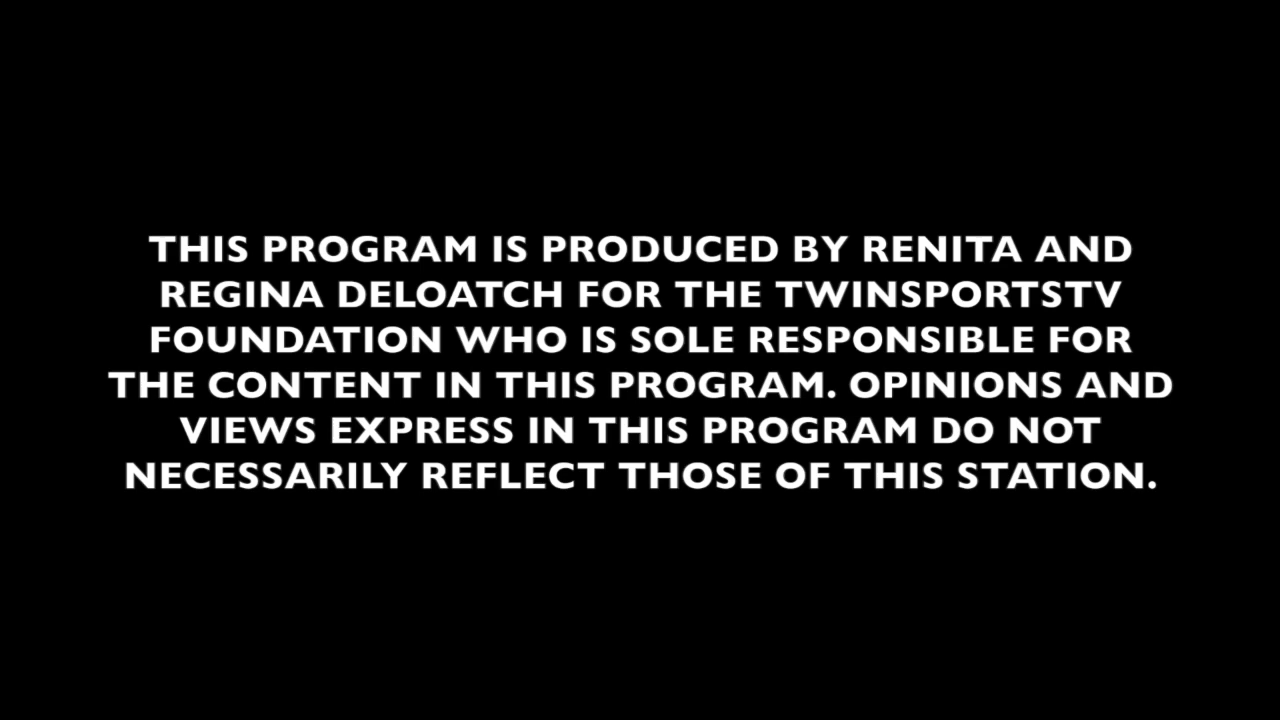 THIS PROGRAM IS PRODUCED BY RENITA AND
REGINA DELOATCH FOR THE TWINSPORTSTV
FOUNDATION WHO IS SOLE RESPONSIBLE FOR
THE CONTENT IN THIS PROGRAM. OPINIONS AND
VIEWS EXPRESS IN THIS PROGRAM DO NOT
NECESSARILY REFLECT THOSE OF THIS STATION.